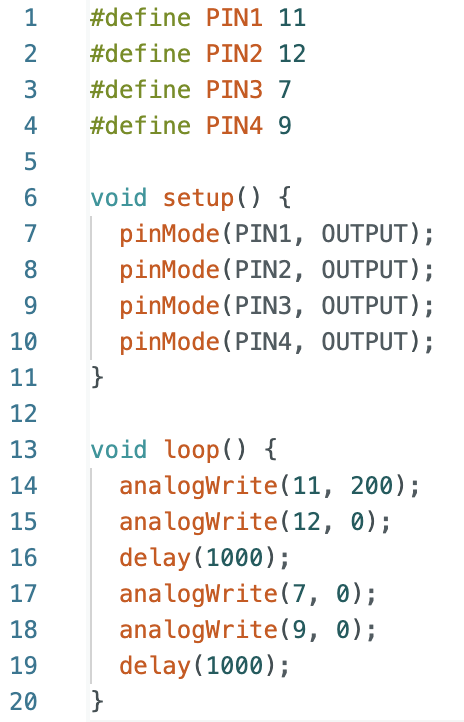 1 #define PIN1 11
2 #define PIN2 12
3 #define PIN3 7
4 #define PIN4 9
5
6 void setup() {
7   pinMode(PIN1, OUTPUT);
8   pinMode(PIN2, OUTPUT);
9   pinMode(PIN3, OUTPUT);
10   pinMode(PIN4, OUTPUT);
11 }
12
13 void loop() {
14   analogWrite(11, 200);
15   analogWrite(12, 0);
16   delay(1000);
17   analogWrite(7, 0);
18   analogWrite(9, 0);
19   delay(1000);
20 }